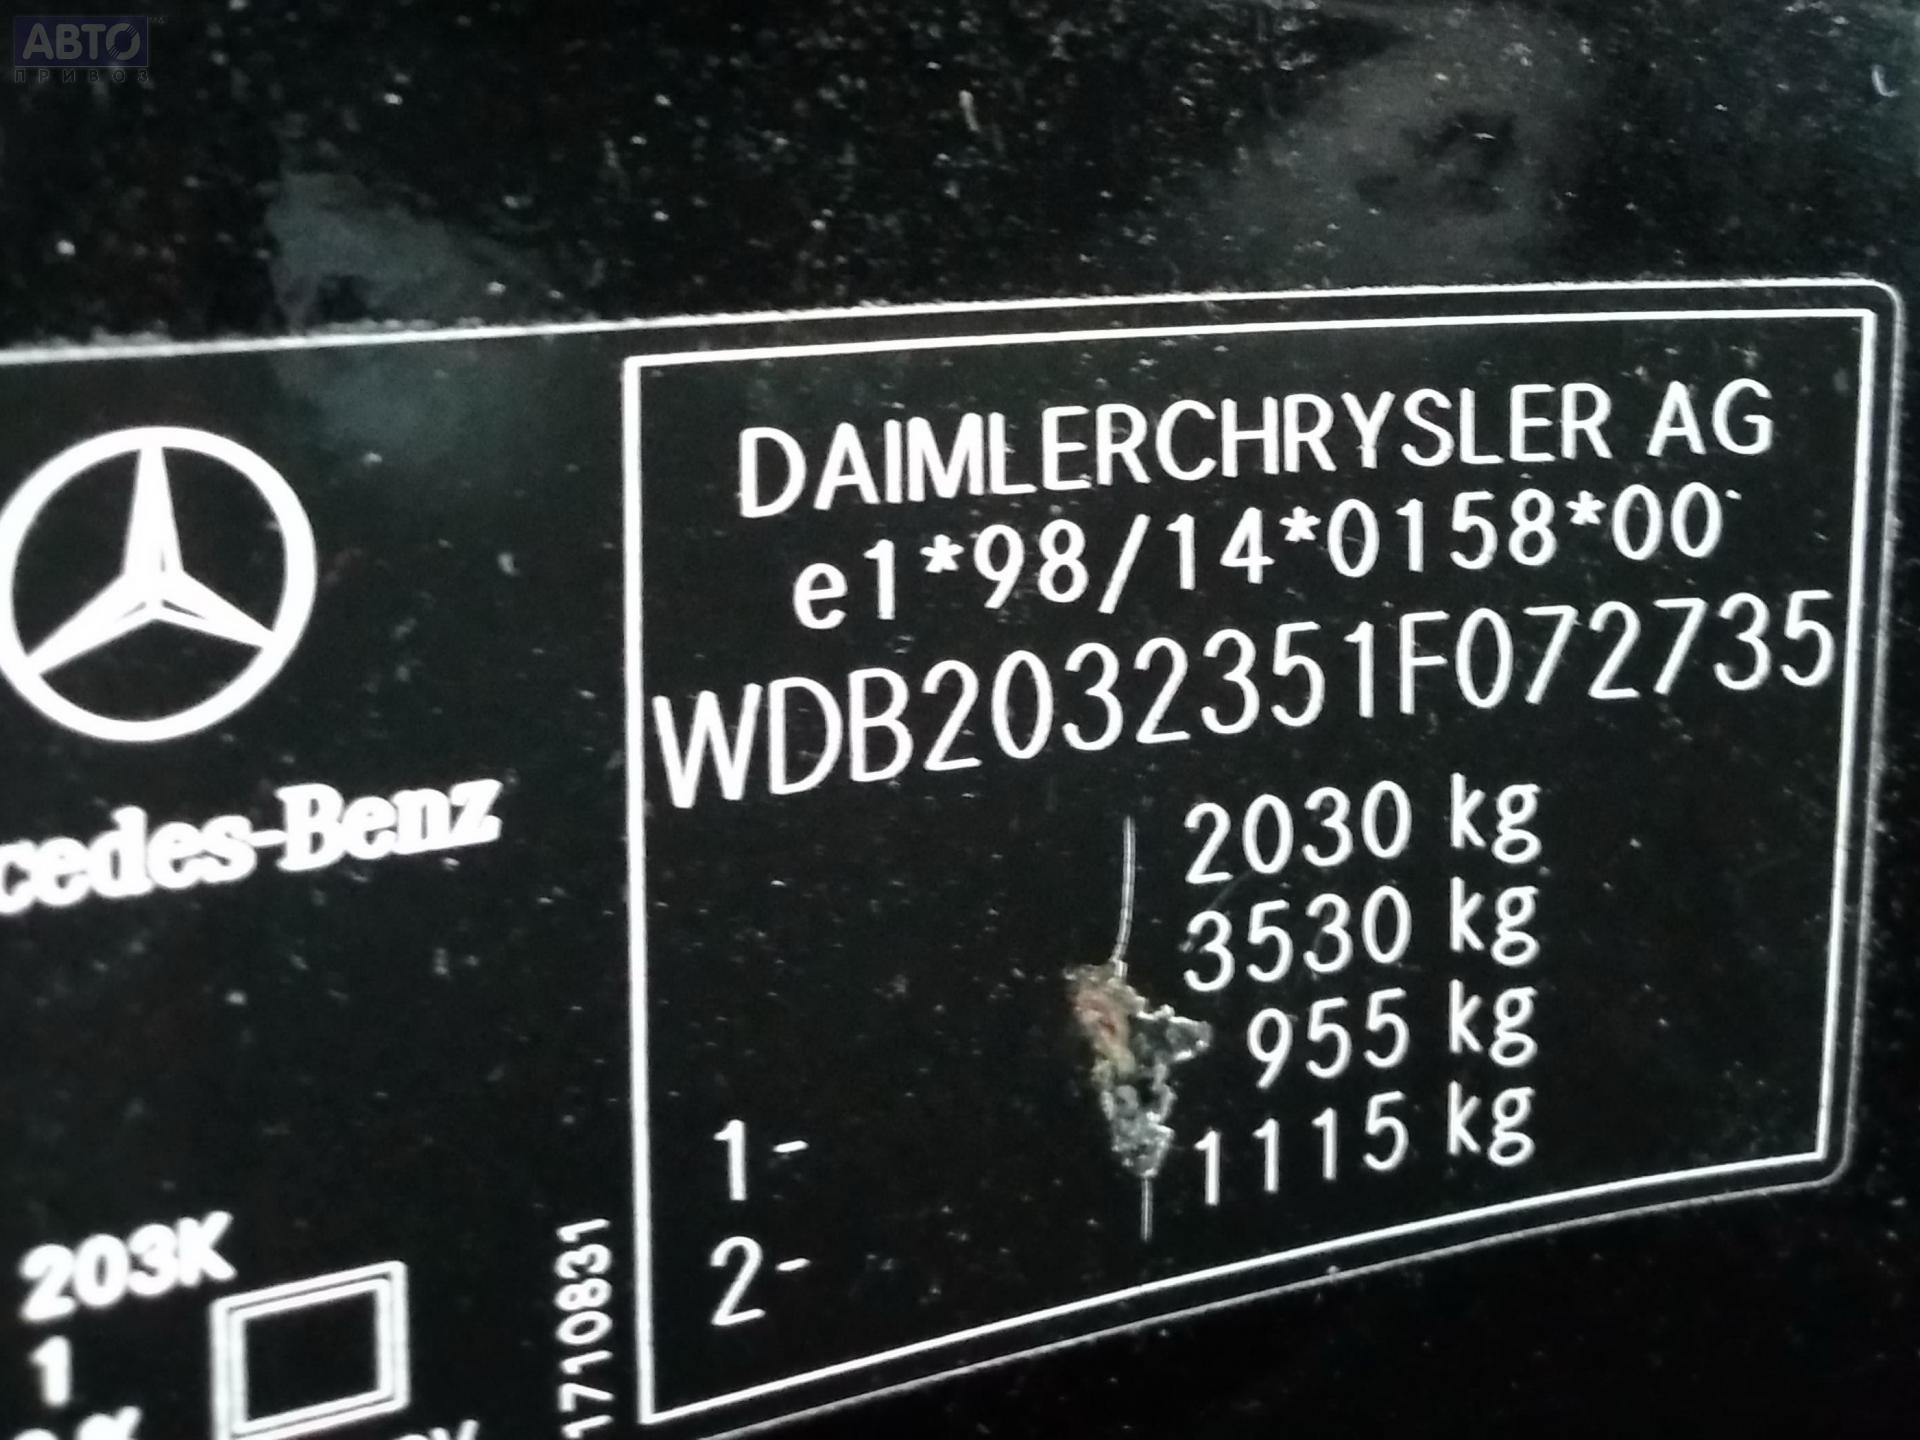 АВТО
ПРИВОЗ
DAIMLERCHRYSLER AG
e1*98/14*0158*00
WDB2032351F072735
2030 kg
3530 kg
1- 955 kg
2- 1115 kg
cedes-Benz
203K
1
1710831